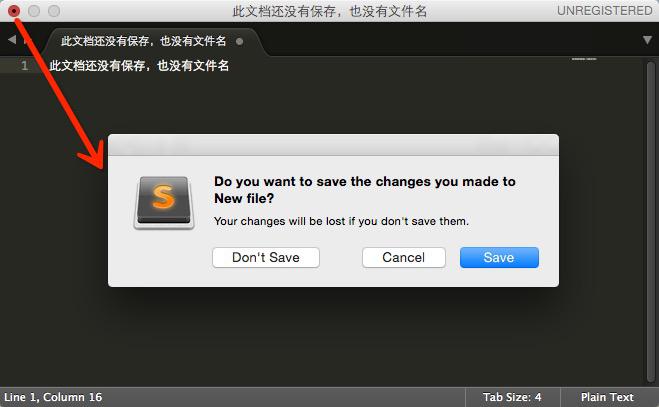 此文档还没有保存，也没有文件名
UNREGISTERED
此文档还没有保存，也没有文件名
1 此文档还没有保存，也没有文件名
Do you want to save the changes you made to
New file?
Your changes will be lost if you don't save them.
Don't Save
Cancel
Save
Line 1, Column 16
Tab Size: 4
Plain Text